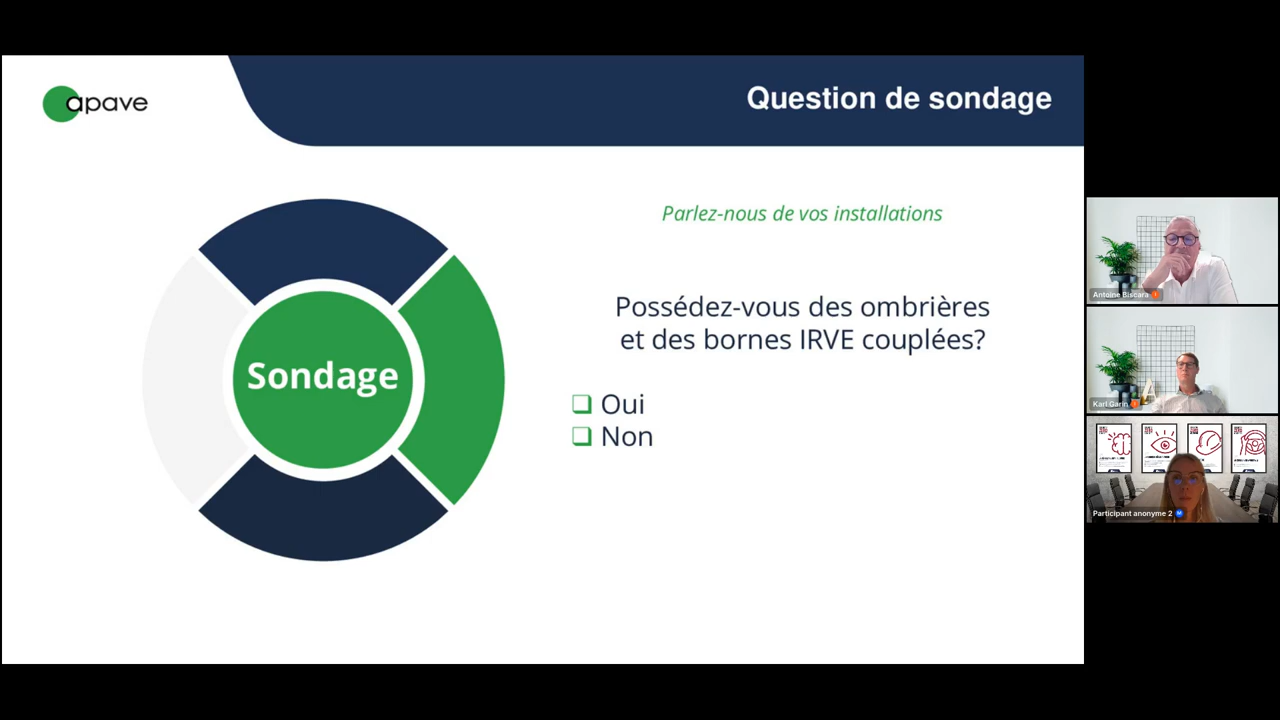 apave
Question de sondage
Parlez-nous de vos installations
Possédez-vous des ombrières
et des bornes IRVE couplées?
Sondage
Oui
Non
Antoine Biscara
Karl Garin
Participant anonyme 2
M